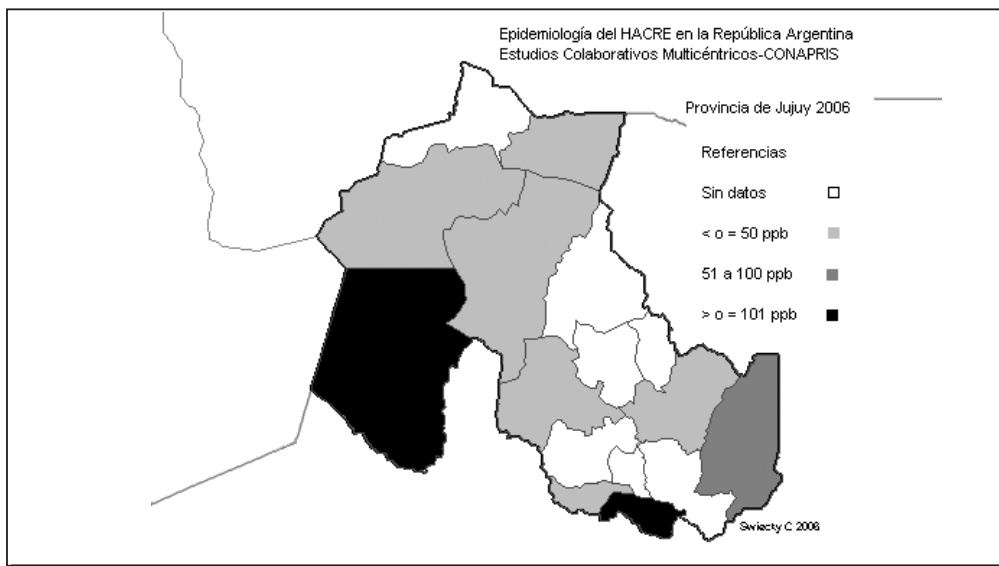 Epidemiología del HACRE en la República Argentina
Estudios Colaborativos Multicéntricos-CONAPRIS
Provincia de Jujuy 2006
Referencias
Sin datos
< o = 50 ppb
51 a 100 ppb
> o = 101 ppb
Swiecky C 2006